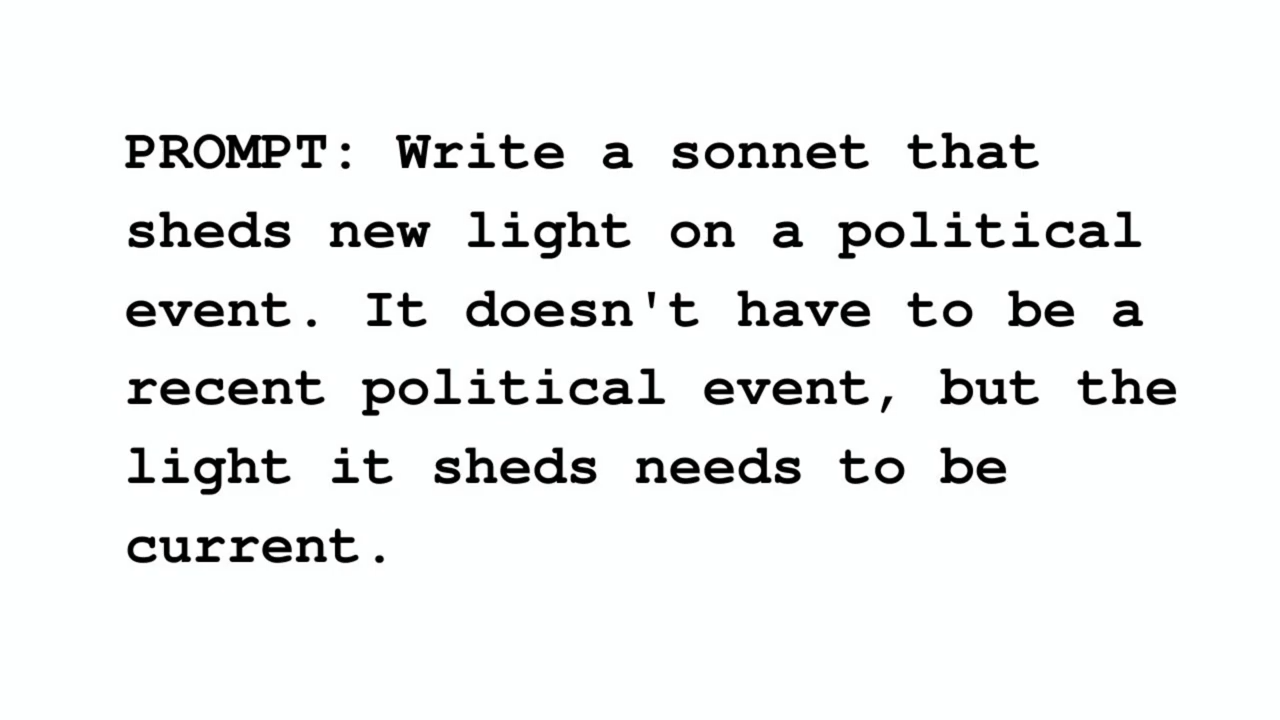 PROMPT: Write a sonnet that
sheds new light on a political
event. It doesn't have to be a
recent political event, but the
light it sheds needs to be
current.